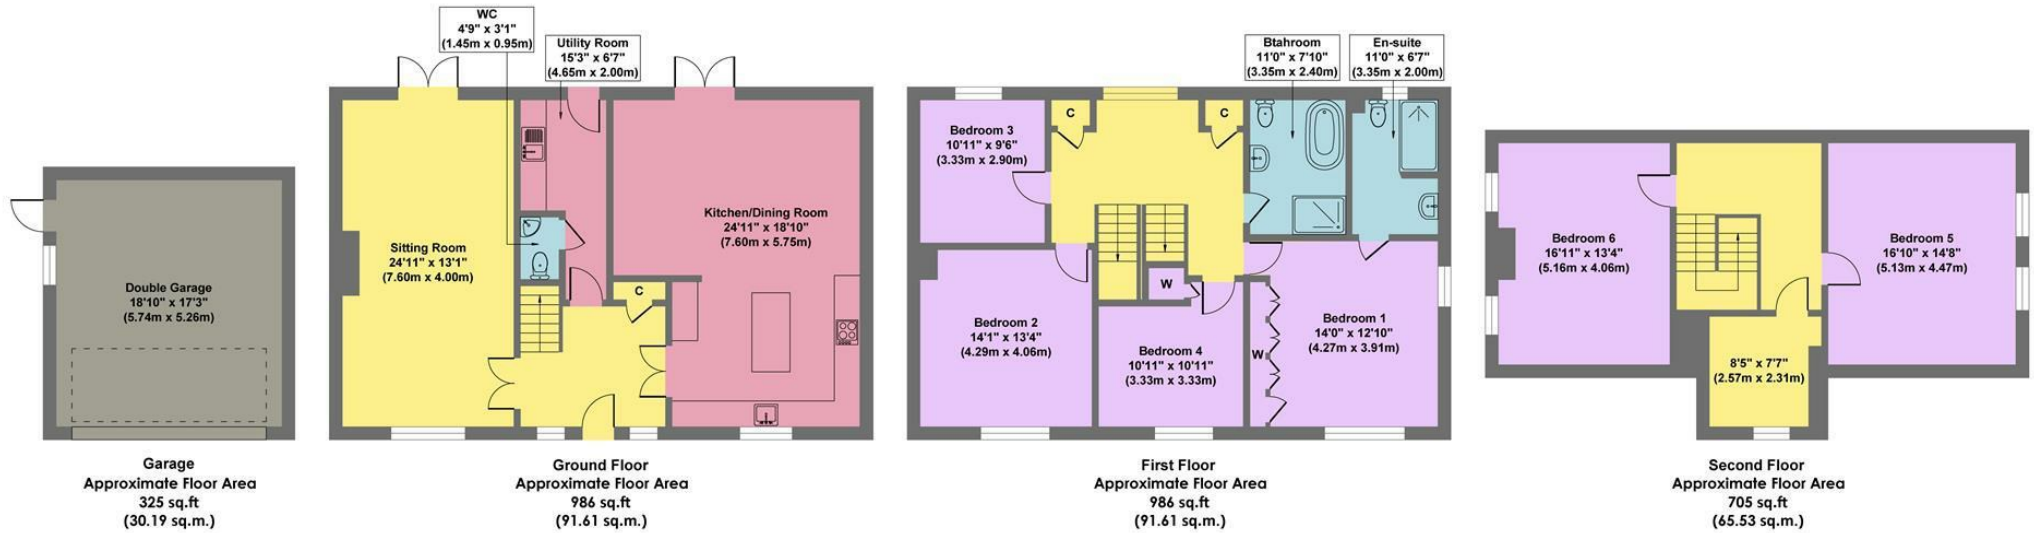 Double Garage
18'10" x 17'3"
(5.74m x 5.26m)
Garage
Approximate Floor Area
325 sq.ft
(30.19 sq.m.)
WC
4'9" x 3'1"
(1.45m x 0.95m)
Utility Room
15'3" x 6'7"
(4.65m x 2.00m)
Sitting Room
24'11" x 13'1"
(7.60m x 4.00m)
Kitchen/Dining Room
24'11" x 18'10"
(7.60m x 5.75m)
C
Ground Floor
Approximate Floor Area
986 sq.ft
(91.61 sq.m.)
Btahroom
11'0" x 7'10"
(3.35m x 2.40m)
En-suite
11'0" x 6'7"
(3.35m x 2.00m)
Bedroom 3
10'11" x 9'6"
(3.33m x 2.90m)
C
C
W
Bedroom 2
14'1" x 13'4"
(4.29m x 4.06m)
Bedroom 4
10'11" x 10'11"
(3.33m x 3.33m)
W
Bedroom 1
14'0" x 12'10"
(4.27m x 3.91m)
First Floor
Approximate Floor Area
986 sq.ft
(91.61 sq.m.)
Bedroom 6
16'11" x 13'4"
(5.16m x 4.06m)
Bedroom 5
16'10" x 14'8"
(5.13m x 4.47m)
8'5" x 7'7"
(2.57m x 2.31m)
Second Floor
Approximate Floor Area
705 sq.ft
(65.53 sq.m.)